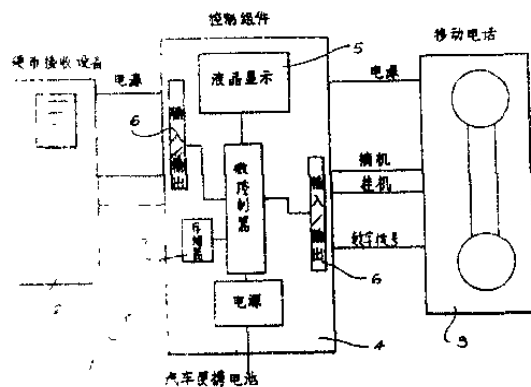 控制组件
5
移动电话
硬币接收设备
电源
液晶显示
电源
6
输入/输出
摘机
挂机
微控制器
输入/输出
存储器
数字信号
6
电源
4
3
汽车便携电池